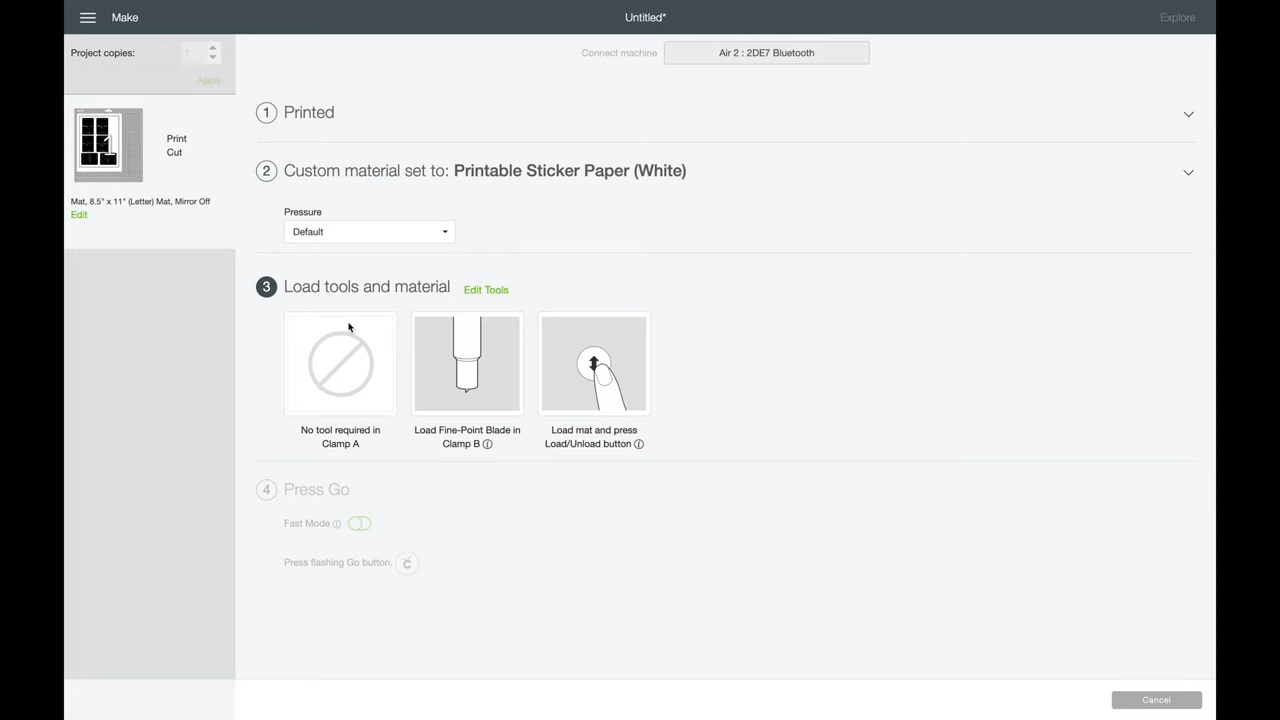 Make
Untitled*
Explore
Project copies:
1
Apply
Connect machine
Air 2 : 2DE7 Bluetooth
Print
Cut
Mat, 8.5" x 11" (Letter) Mat, Mirror Off
Edit
1 Printed
2 Custom material set to: Printable Sticker Paper (White)
Pressure
Default
3 Load tools and material Edit Tools
No tool required in
Clamp A
Load Fine-Point Blade in
Clamp B i
Load mat and press
Load/Unload button i
4 Press Go
Fast Mode i
Press flashing Go button.
Cancel